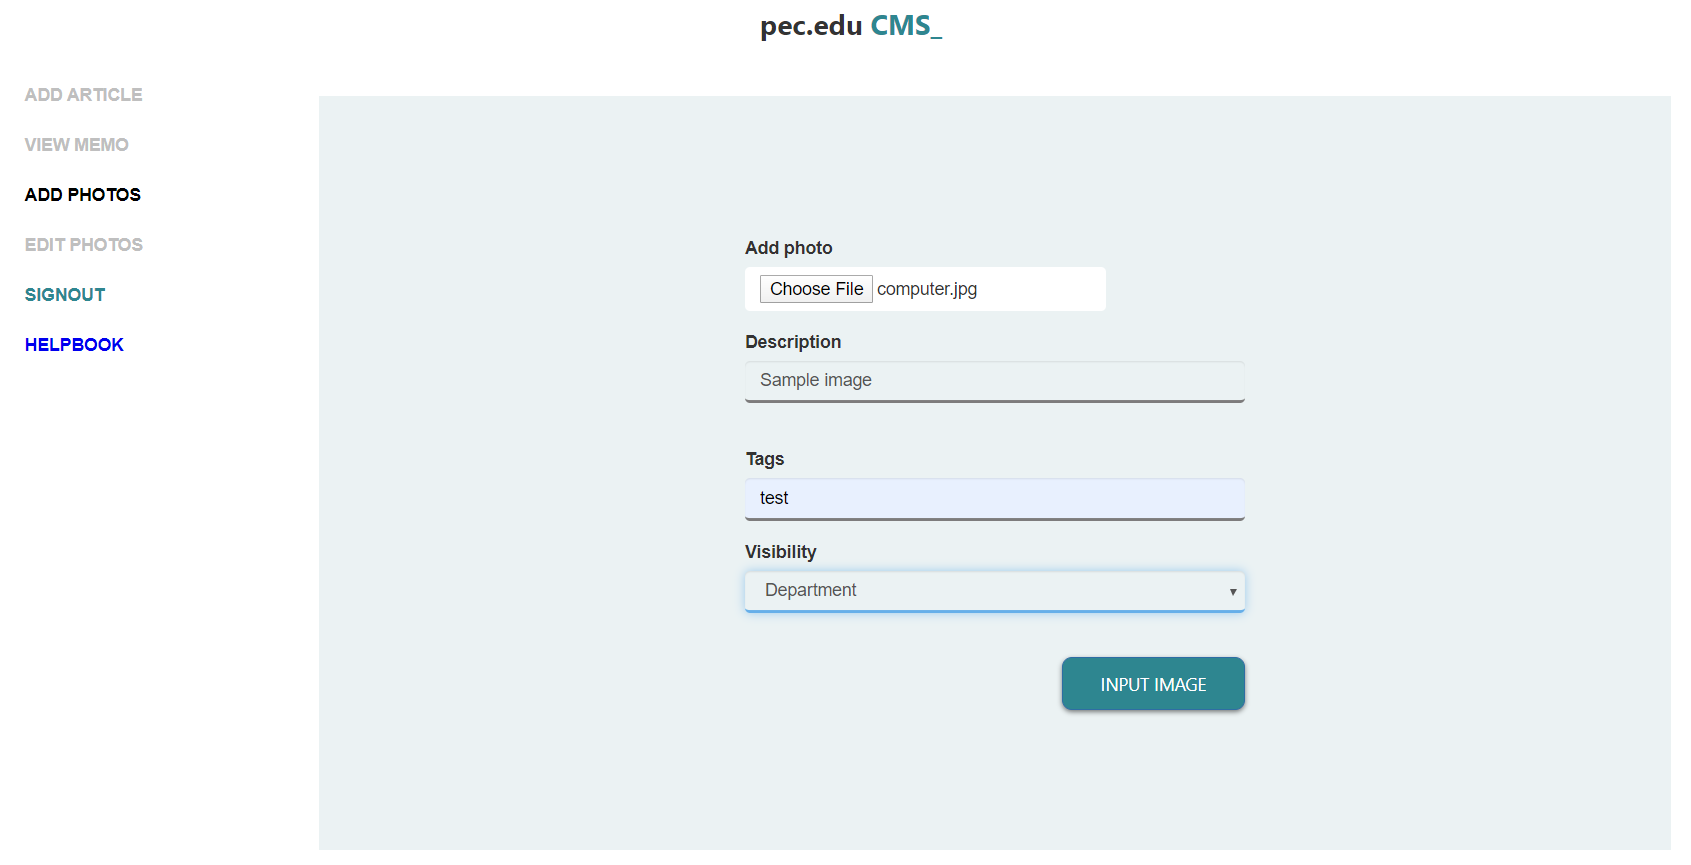 pec.edu CMS_
ADD ARTICLE
VIEW MEMO
ADD PHOTOS
EDIT PHOTOS
SIGNOUT
HELPBOOK
Add photo
Choose File computer.jpg
Description
Sample image
Tags
test
Visibility
Department
INPUT IMAGE